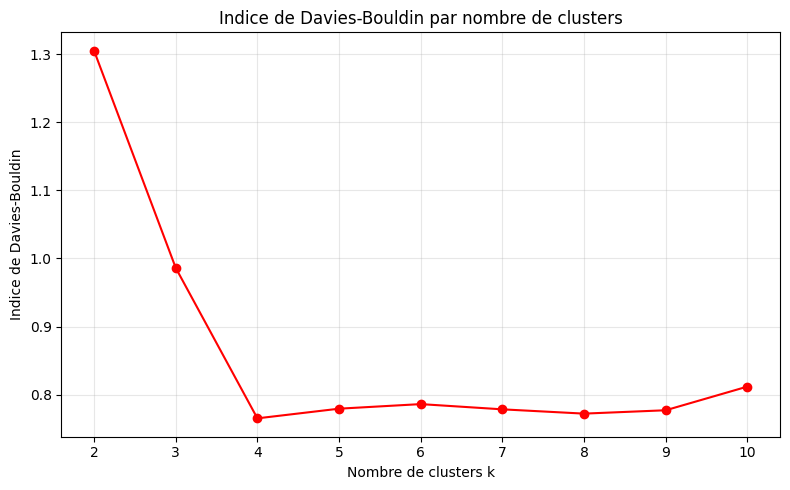 Indice de Davies-Bouldin par nombre de clusters
Indice de Davies-Bouldin
1.3
1.2
1.1
1.0
0.9
0.8
2 3 4 5 6 7 8 9 10
Nombre de clusters k